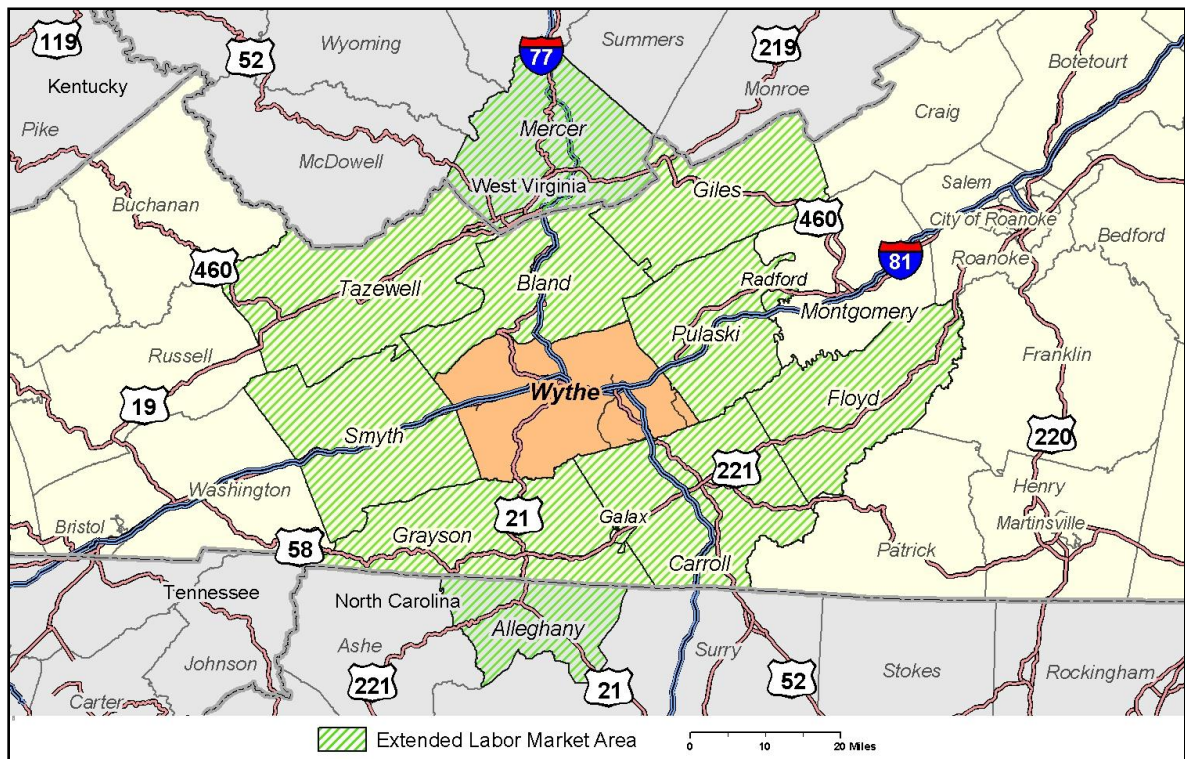 119
52
Wyoming
77
Summers
219
Botetourt
Kentucky
Monroe
Craig
Pike
Mercer
McDowell
West Virginia
Giles
Salem
Buchanan
460
City of Roanoke
Bedford
460
81
Roanoke
Tazewell
Bland
Radford
Montgomery
Russell
Pulaski
Franklin
19
Wythe
Floyd
Smyth
220
221
Washington
Henry
21
Galax
Martinsville
Bristol
58
Grayson
Carroll
Patrick
Tennessee
North Carolina
Alleghany
Ashe
Surry
Johnson
Stokes
Rockingham
221
21
52
Carter
Extended Labor Market Area
0 10 20 Miles